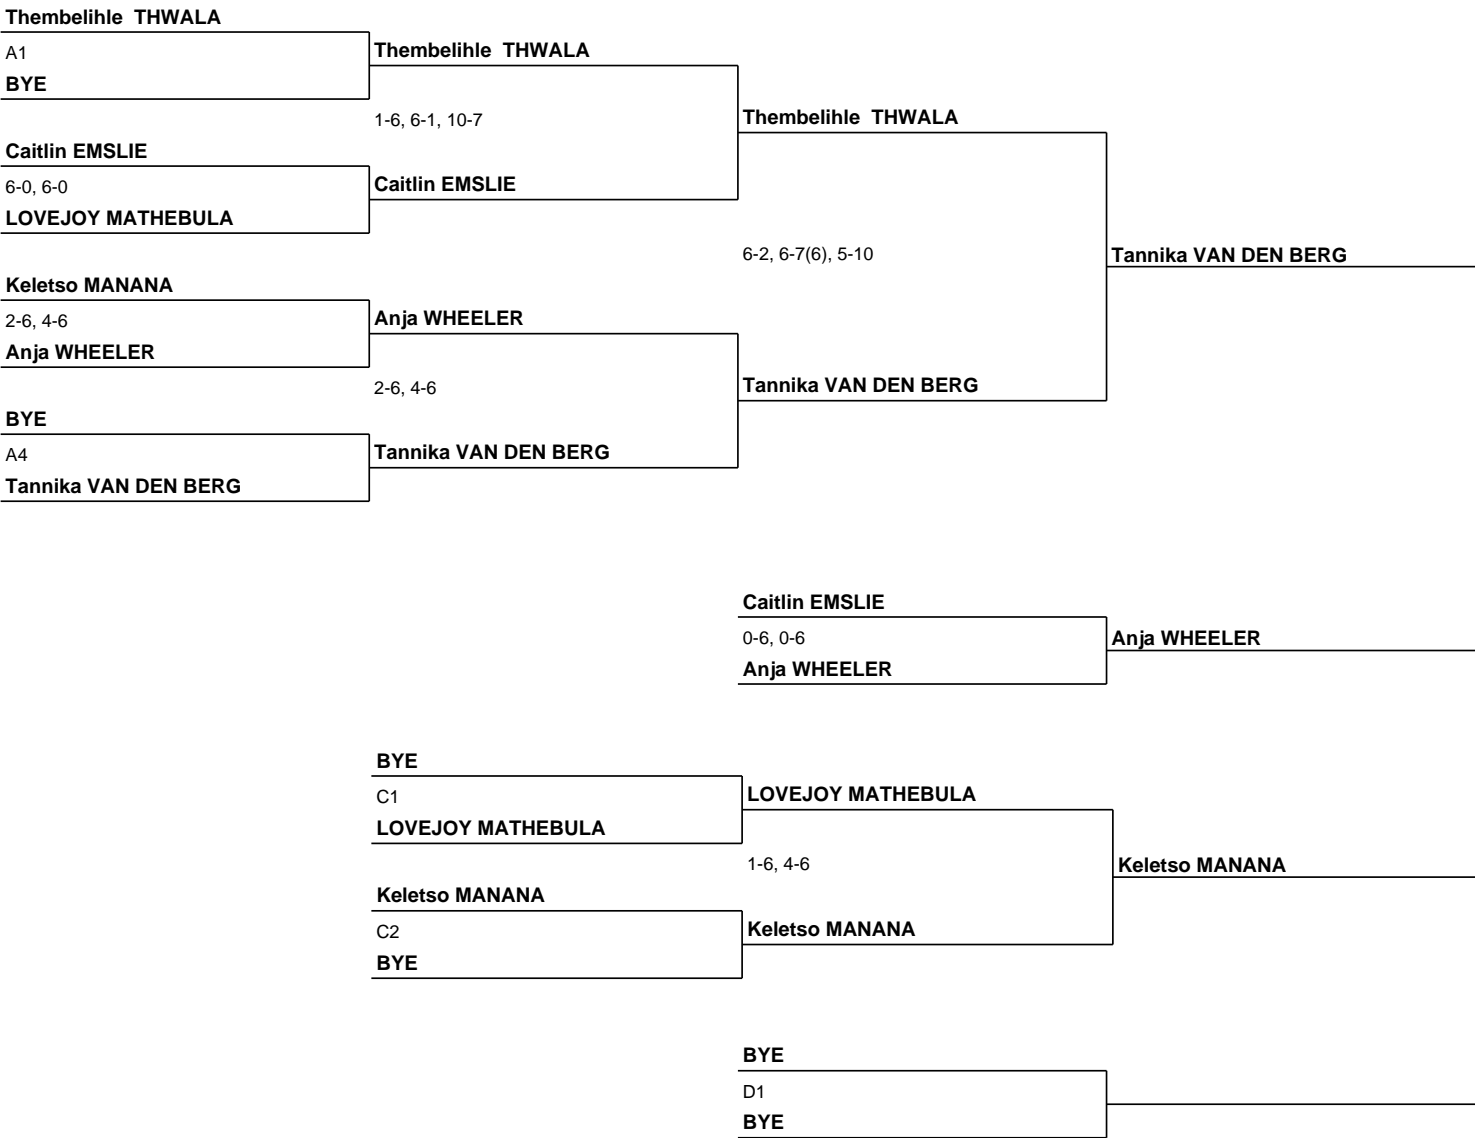 Thembelihle  THWALA
A1
BYE
Thembelihle  THWALA
1-6, 6-1, 10-7
Thembelihle  THWALA
Caitlin EMSLIE
6-0, 6-0
LOVEJOY MATHEBULA
Caitlin EMSLIE
6-2, 6-7(6), 5-10
Tannika VAN DEN BERG
Keletso MANANA
2-6, 4-6
Anja WHEELER
Anja WHEELER
2-6, 4-6
Tannika VAN DEN BERG
BYE
A4
Tannika VAN DEN BERG
Tannika VAN DEN BERG
Caitlin EMSLIE
0-6, 0-6
Anja WHEELER
Anja WHEELER
BYE
C1
LOVEJOY MATHEBULA
LOVEJOY MATHEBULA
1-6, 4-6
Keletso MANANA
Keletso MANANA
C2
BYE
Keletso MANANA
BYE
D1
BYE